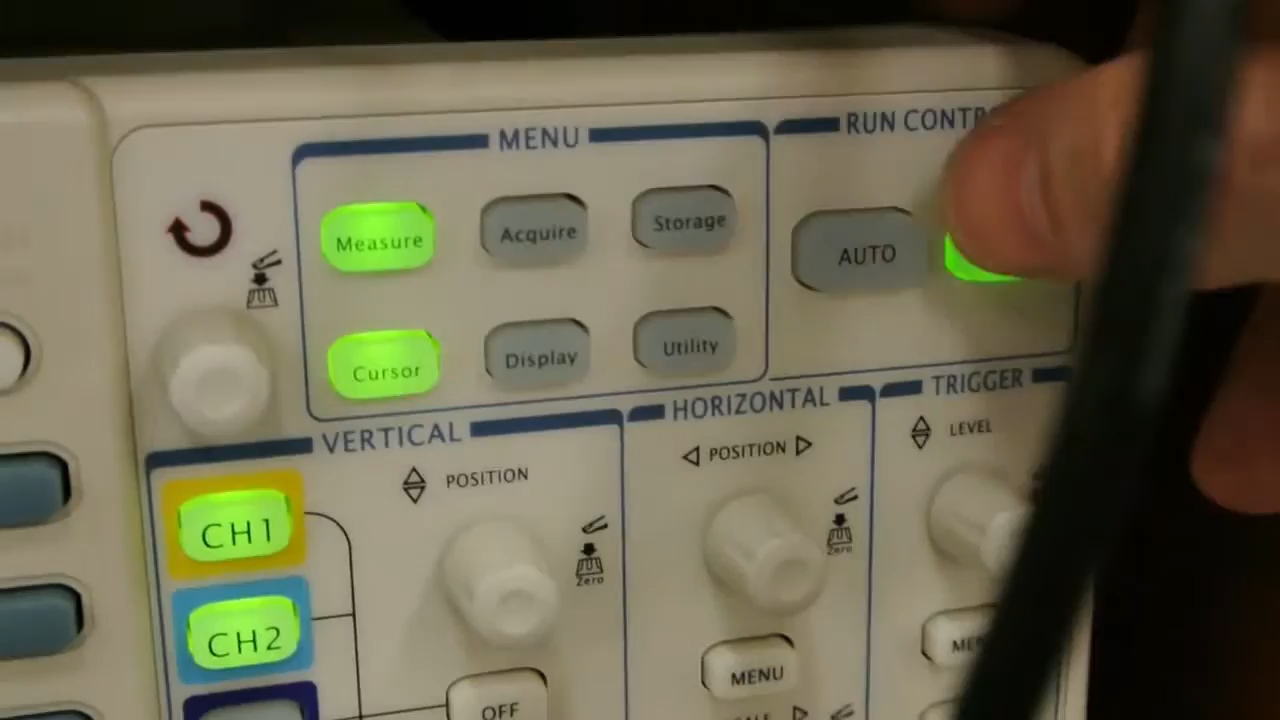 MENU
RUN CONTR
Measure
Acquire
Storage
AUTO
Cursor
Display
Utility
VERTICAL
HORIZONTAL
TRIGGER
POSITION
POSITION
LEVEL
CH1
Zero
Zero
CH2
MENU
MEN
OFF